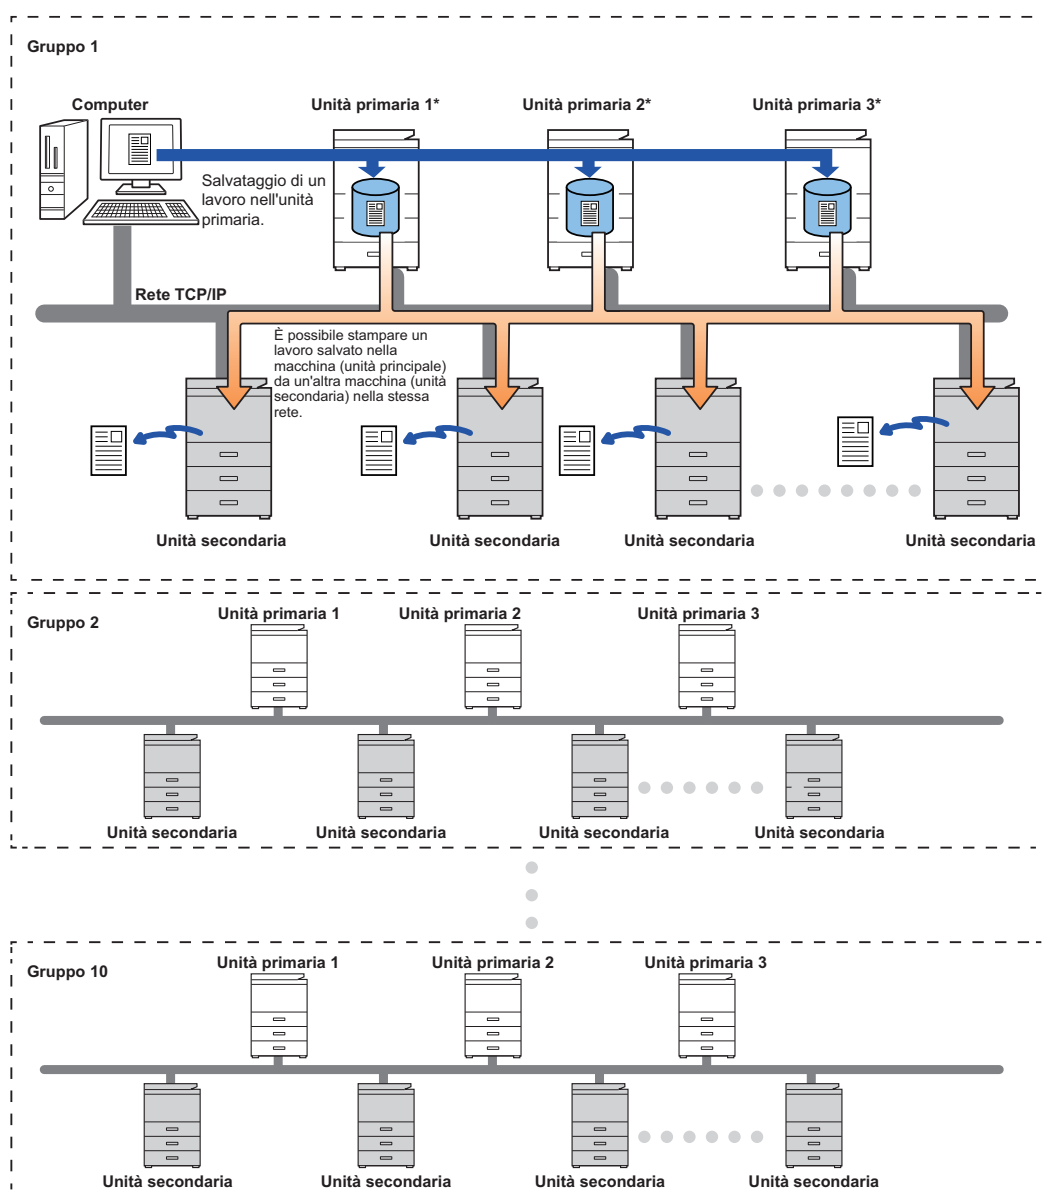 Gruppo 1
Computer
Unità primaria 1*
Unità primaria 2*
Unità primaria 3*
Salvataggio di un
lavoro nell'unità
primaria.
Rete TCP/IP
È possibile stampare un
lavoro salvato nella
macchina (unità principale)
da un'altra macchina (unità
secondaria) nella stessa
rete.
Unità secondaria
Unità secondaria
Unità secondaria
Unità secondaria
Gruppo 2
Unità primaria 1
Unità primaria 2
Unità primaria 3
Unità secondaria
Unità secondaria
Unità secondaria
Unità secondaria
Gruppo 10
Unità primaria 1
Unità primaria 2
Unità primaria 3
Unità secondaria
Unità secondaria
Unità secondaria
Unità secondaria